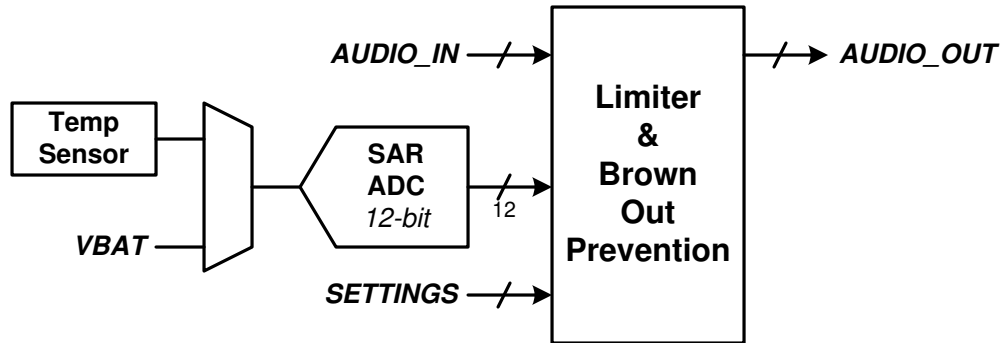 AUDIO_IN
AUDIO_OUT
Temp
Sensor
SAR
ADC
12-bit
12
VBAT
SETTINGS
Limiter
&
Brown
Out
Prevention